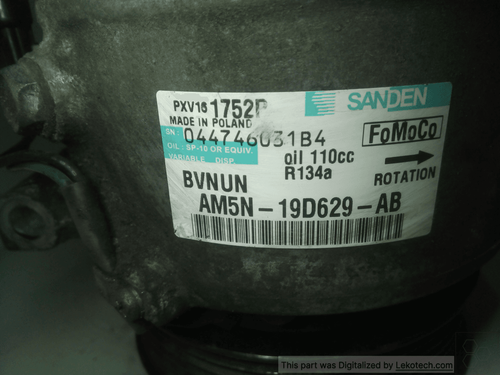 PXV16 1752P SANDEN
MADE IN POLAND
SN: 044746031B4 FoMoCo
OIL: SP-10 OR EQUIV. oil 110cc
VARIABLE DISP. R134a
BVNUN ROTATION
AM5N-19D629-AB
This part was Digitalized by Lekotech.com